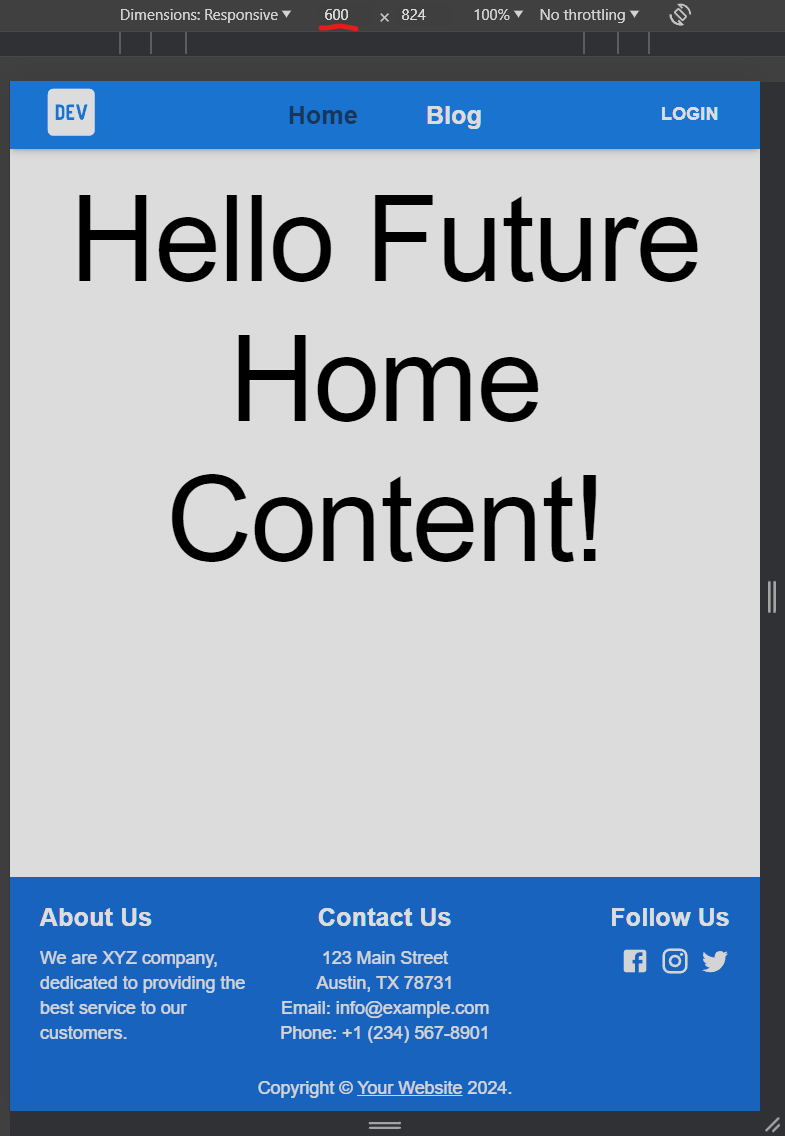 Dimensions: Responsive ▼ 600 × 824 100% ▼ No throttling ▼
DEV Home Blog LOGIN
Hello Future
Home
Content!
About Us
We are XYZ company,
dedicated to providing the
best service to our
customers.
Contact Us
123 Main Street
Austin, TX 78731
Email: info@example.com
Phone: +1 (234) 567-8901
Follow Us
Copyright © Your Website 2024.